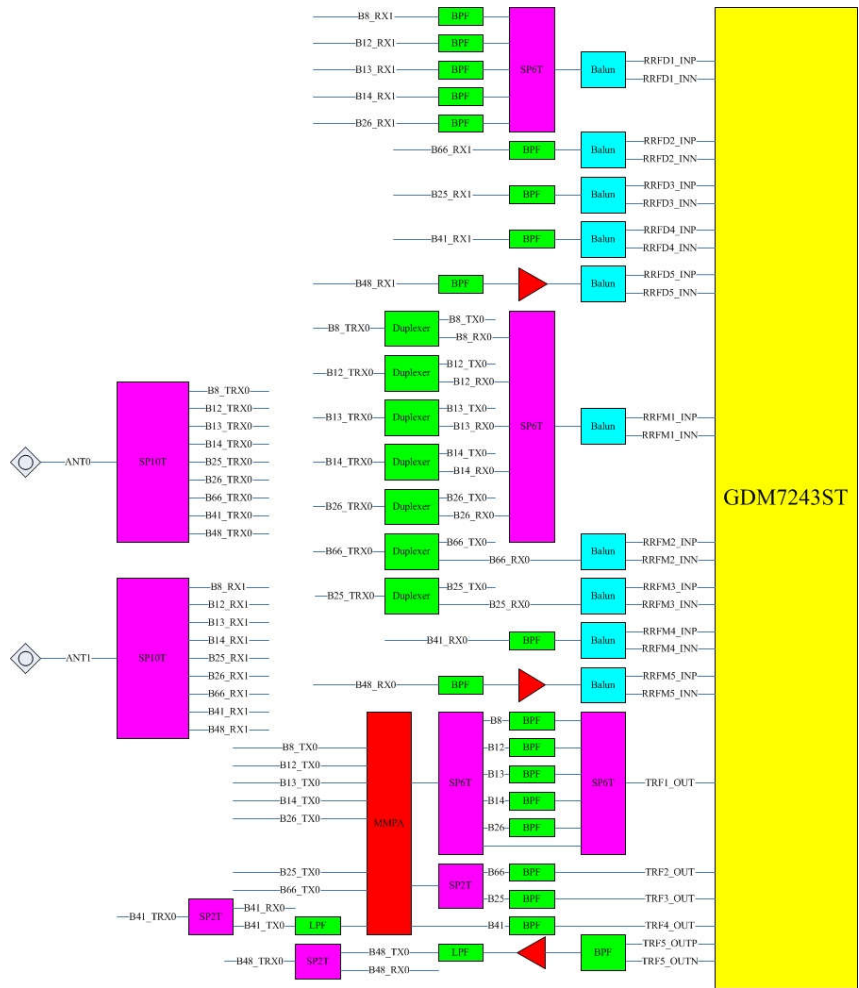 B8_RX1 BPF
B12_RX1 BPF
B13_RX1 BPF
B14_RX1 BPF
B26_RX1 BPF
SP6T
Balun
RRFD1_INP
RRFD1_INN
B66_RX1 BPF Balun
RRFD2_INP
RRFD2_INN
B25_RX1 BPF Balun
RRFD3_INP
RRFD3_INN
B41_RX1 BPF Balun
RRFD4_INP
RRFD4_INN
B48_RX1 BPF Balun
RRFD5_INP
RRFD5_INN
B8_TRX0 Duplexer
B8_TX0
B8_RX0
B12_TRX0 Duplexer
B12_TX0
B12_RX0
B13_TRX0 Duplexer
B13_TX0
B13_RX0
B14_TRX0 Duplexer
B14_TX0
B14_RX0
B26_TRX0 Duplexer
B26_TX0
B26_RX0
SP6T
Balun
RRFM1_INP
RRFM1_INN
B66_TRX0 Duplexer
B66_TX0
B66_RX0
Balun
RRFM2_INP
RRFM2_INN
B25_TRX0 Duplexer
B25_TX0
B25_RX0
Balun
RRFM3_INP
RRFM3_INN
B41_RX0 BPF Balun
RRFM4_INP
RRFM4_INN
B48_RX0 BPF Balun
RRFM5_INP
RRFM5_INN
ANT0
SP10T
B8_TRX0
B12_TRX0
B13_TRX0
B14_TRX0
B25_TRX0
B26_TRX0
B66_TRX0
B41_TRX0
B48_TRX0
ANT1
SP10T
B8_RX1
B12_RX1
B13_RX1
B14_RX1
B25_RX1
B26_RX1
B66_RX1
B41_RX1
B48_RX1
B8_TX0
B12_TX0
B13_TX0
B14_TX0
B26_TX0
B25_TX0
B66_TX0
MMPA
SP6T
B8 BPF
B12 BPF
B13 BPF
B14 BPF
B26 BPF
SP6T
TRF1_OUT
SP2T
B66 BPF TRF2_OUT
B25 BPF TRF3_OUT
B41_TRX0 SP2T
B41_RX0
B41_TX0 LPF
B41 BPF TRF4_OUT
B48_TRX0 SP2T
B48_TX0
B48_RX0
LPF
BPF
TRF5_OUTP
TRF5_OUTN
GDM7243ST